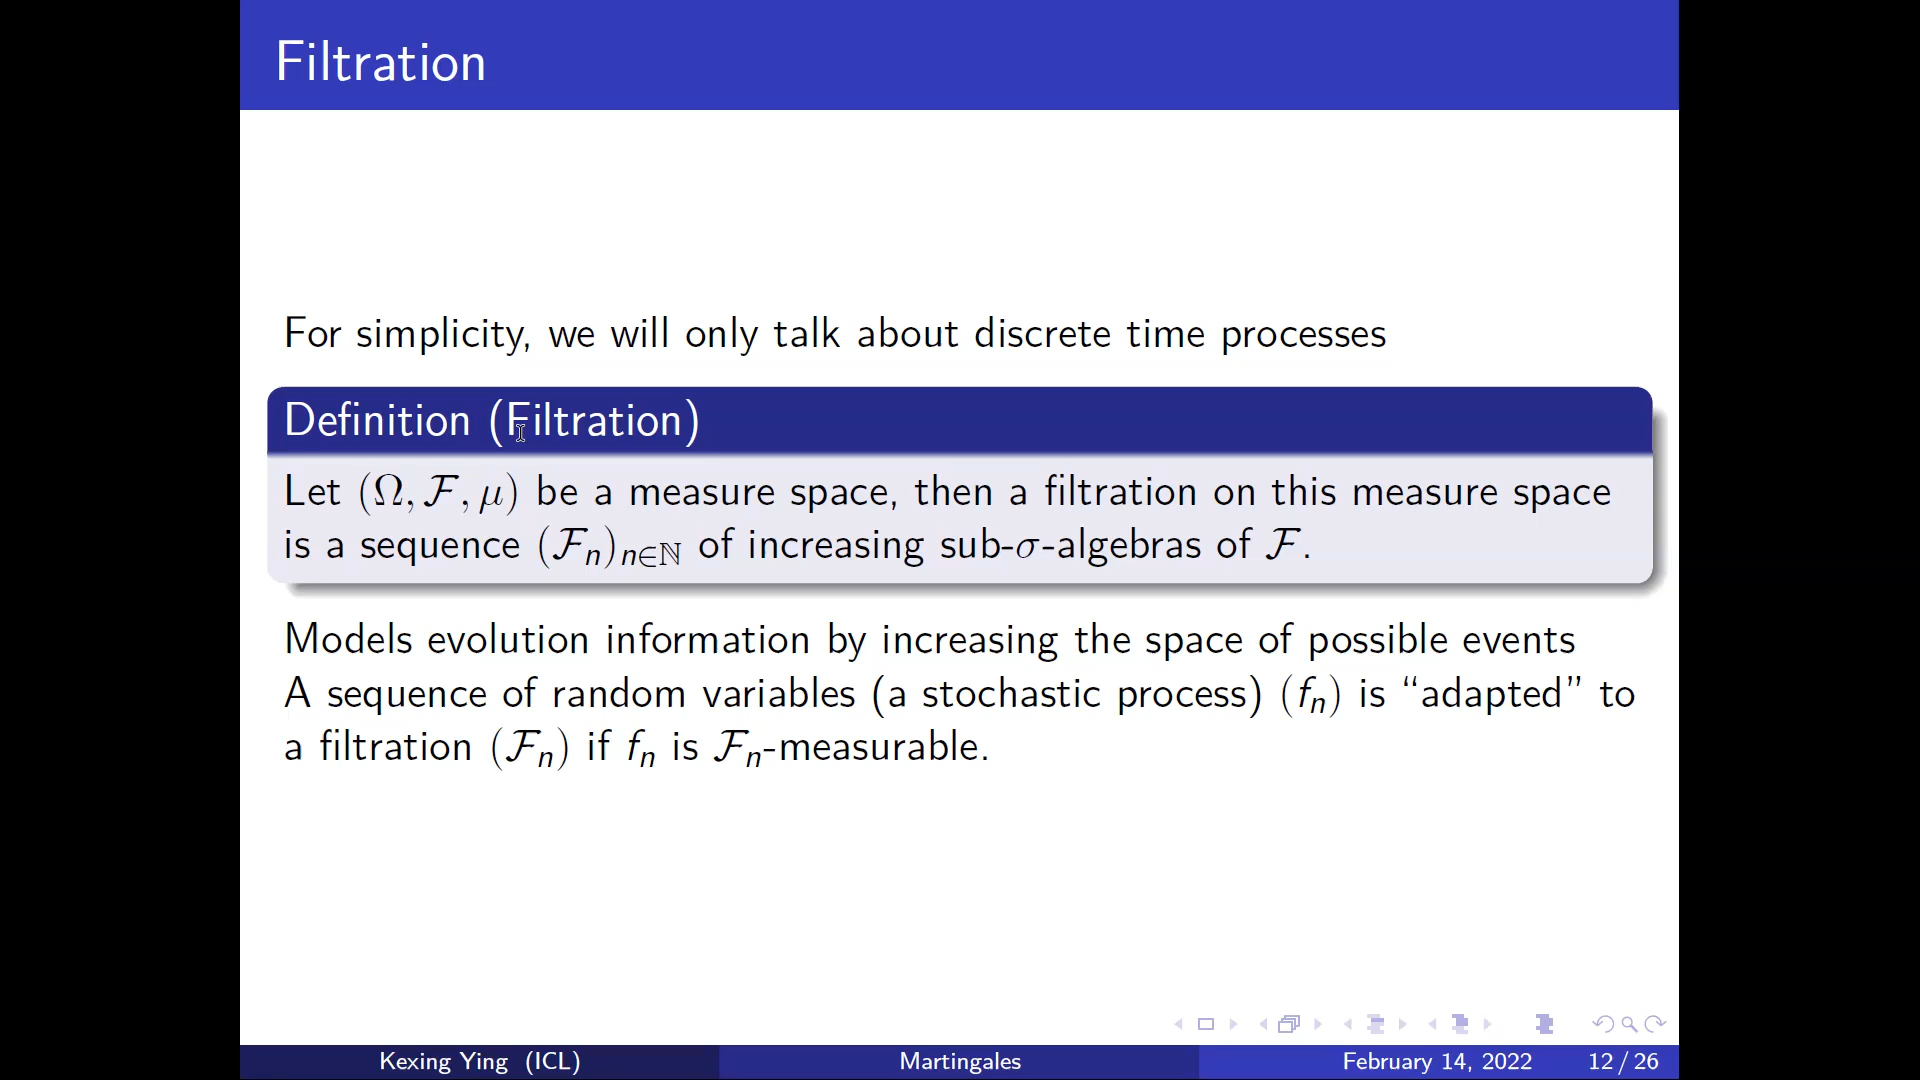 Filtration
For simplicity, we will only talk about discrete time processes
Definition (Filtration)
Let (Ω, ℱ, μ) be a measure space, then a filtration on this measure space
is a sequence (ℱₙ)ₙ∈ℕ of increasing sub-σ-algebras of ℱ.
Models evolution information by increasing the space of possible events
A sequence of random variables (a stochastic process) (fₙ) is “adapted” to
a filtration (ℱₙ) if fₙ is ℱₙ-measurable.
Kexing Ying (ICL) Martingales February 14, 2022 12 / 26